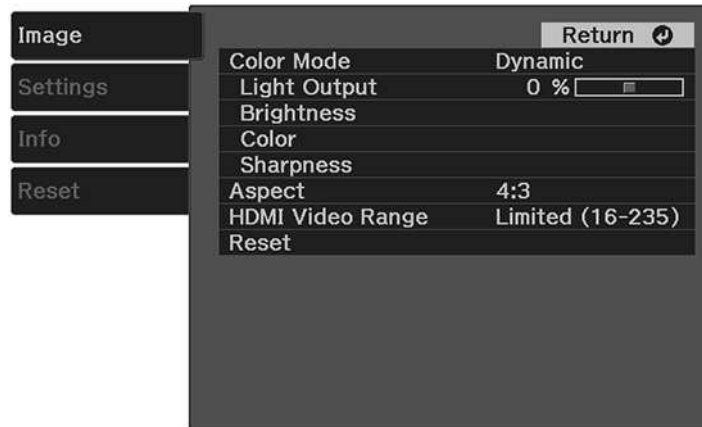 Image
Settings
Info
Reset
Return
Color Mode Dynamic
Light Output 0 %
Brightness
Color
Sharpness
Aspect 4:3
HDMI Video Range Limited (16-235)
Reset